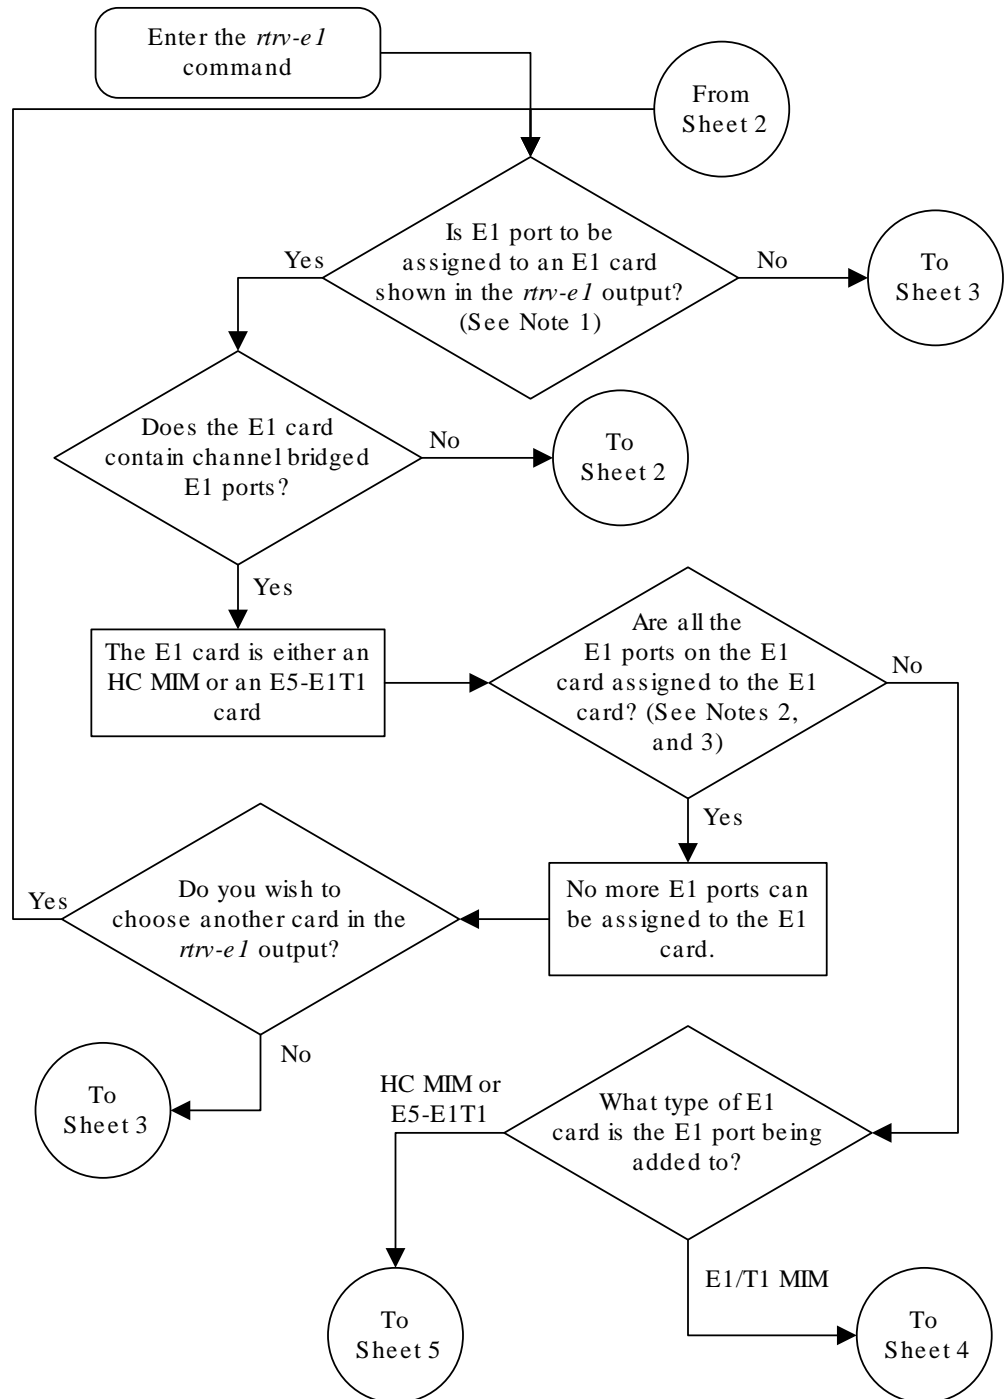 Enter the rtrv-e1
command
From
Sheet 2
Is E1 port to be
assigned to an E1 card
shown in the rtrv-e1 output?
(See Note 1)
Yes
No
To
Sheet 3
Does the E1 card
contain channel bridged
E1 ports?
No
To
Sheet 2
Yes
The E1 card is either an
HC MIM or an E5-E1T1
card
Are all the
E1 ports on the E1
card assigned to the E1
card? (See Notes 2,
and 3)
No
Yes
No more E1 ports can
be assigned to the E1
card.
Do you wish to
choose another card in the
rtrv-e1 output?
Yes
No
To
Sheet 3
What type of E1
card is the E1 port being
added to?
HC MIM or
E5-E1T1
E1/T1 MIM
To
Sheet 5
To
Sheet 4